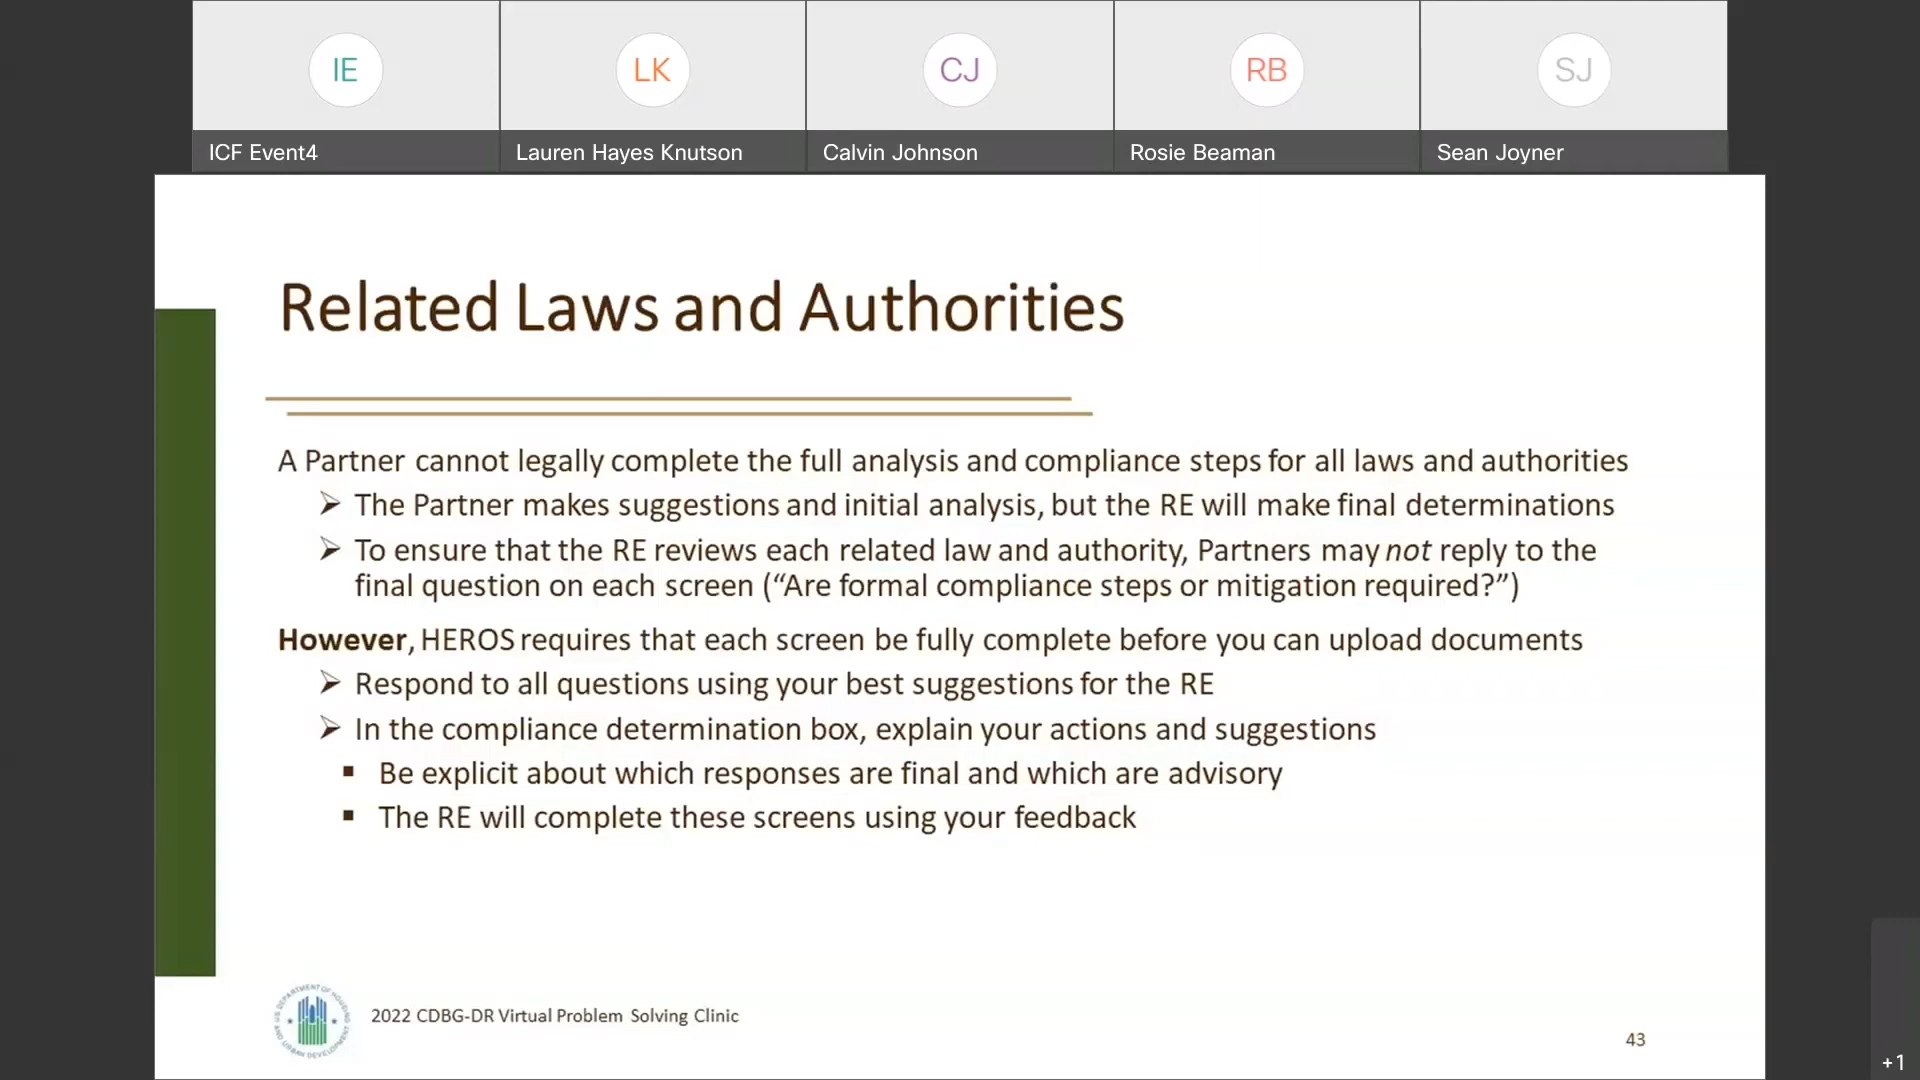 IE
LK
CJ
RB
SJ
ICF Event4
Lauren Hayes Knutson
Calvin Johnson
Rosie Beaman
Sean Joyner
Related Laws and Authorities
A Partner cannot legally complete the full analysis and compliance steps for all laws and authorities
➢ The Partner makes suggestions and initial analysis, but the RE will make final determinations
➢ To ensure that the RE reviews each related law and authority, Partners may not reply to the
final question on each screen (“Are formal compliance steps or mitigation required?”)
However, HEROS requires that each screen be fully complete before you can upload documents
➢ Respond to all questions using your best suggestions for the RE
➢ In the compliance determination box, explain your actions and suggestions
▪ Be explicit about which responses are final and which are advisory
▪ The RE will complete these screens using your feedback
U.S. DEPARTMENT OF HOUSING
AND URBAN DEVELOPMENT
2022 CDBG-DR Virtual Problem Solving Clinic
43
+1